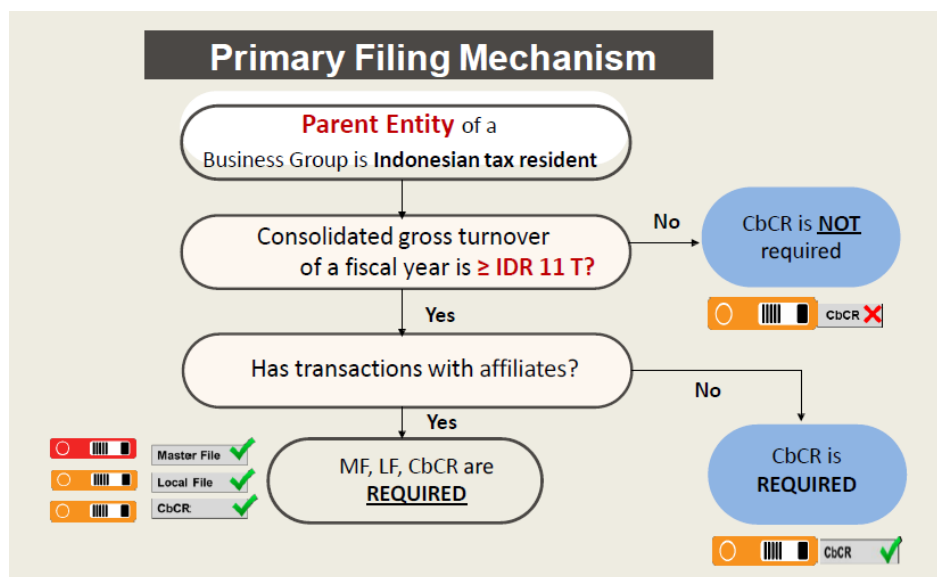 Primary Filing Mechanism
Parent Entity of a
Business Group is Indonesian tax resident
Consolidated gross turnover
of a fiscal year is ≥ IDR 11 T?
No
CbCR is NOT
required
CbCR
Yes
Has transactions with affiliates?
No
Yes
Master File
Local File
CbCR
MF, LF, CbCR are
REQUIRED
CbCR is
REQUIRED
CbCR